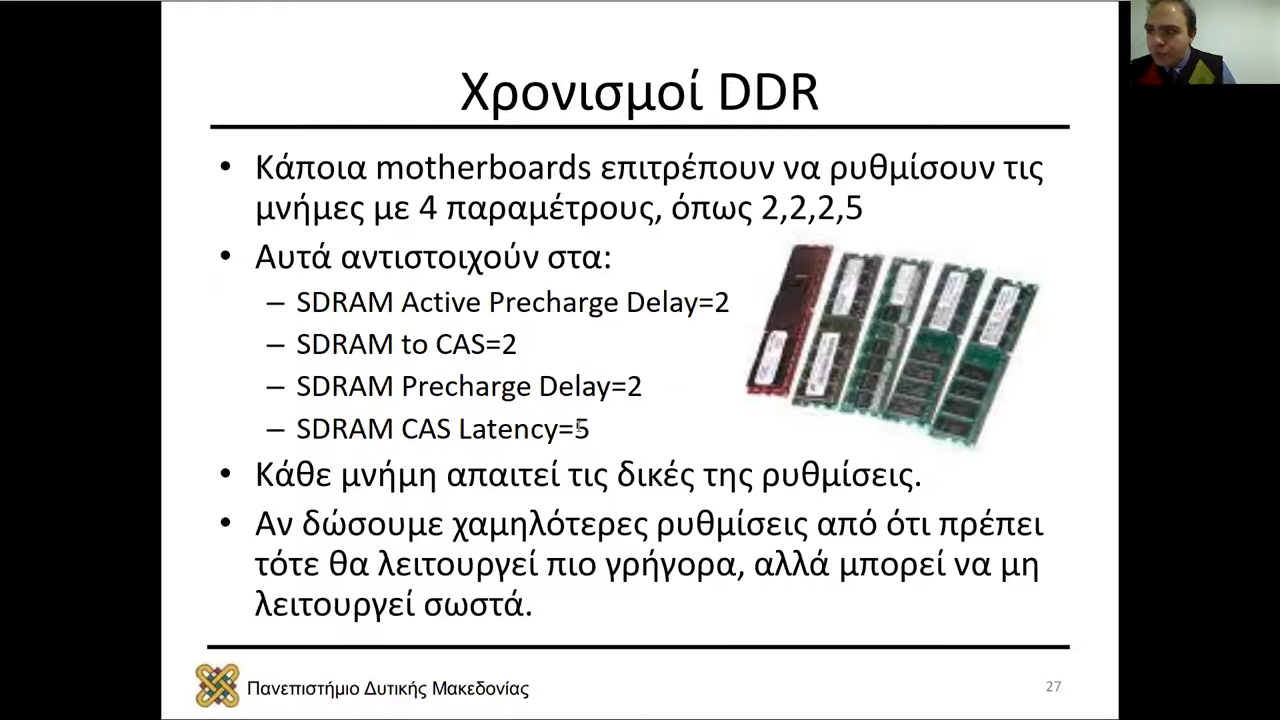 Χρονισμοί DDR
• Κάποια motherboards επιτρέπουν να ρυθμίσουν τις
μνήμες με 4 παραμέτρους, όπως 2,2,2,5
• Αυτά αντιστοιχούν στα:
– SDRAM Active Precharge Delay=2
– SDRAM to CAS=2
– SDRAM Precharge Delay=2
– SDRAM CAS Latency=5
• Κάθε μνήμη απαιτεί τις δικές της ρυθμίσεις.
• Αν δώσουμε χαμηλότερες ρυθμίσεις από ότι πρέπει
τότε θα λειτουργεί πιο γρήγορα, αλλά μπορεί να μη
λειτουργεί σωστά.
Πανεπιστήμιο Δυτικής Μακεδονίας
27